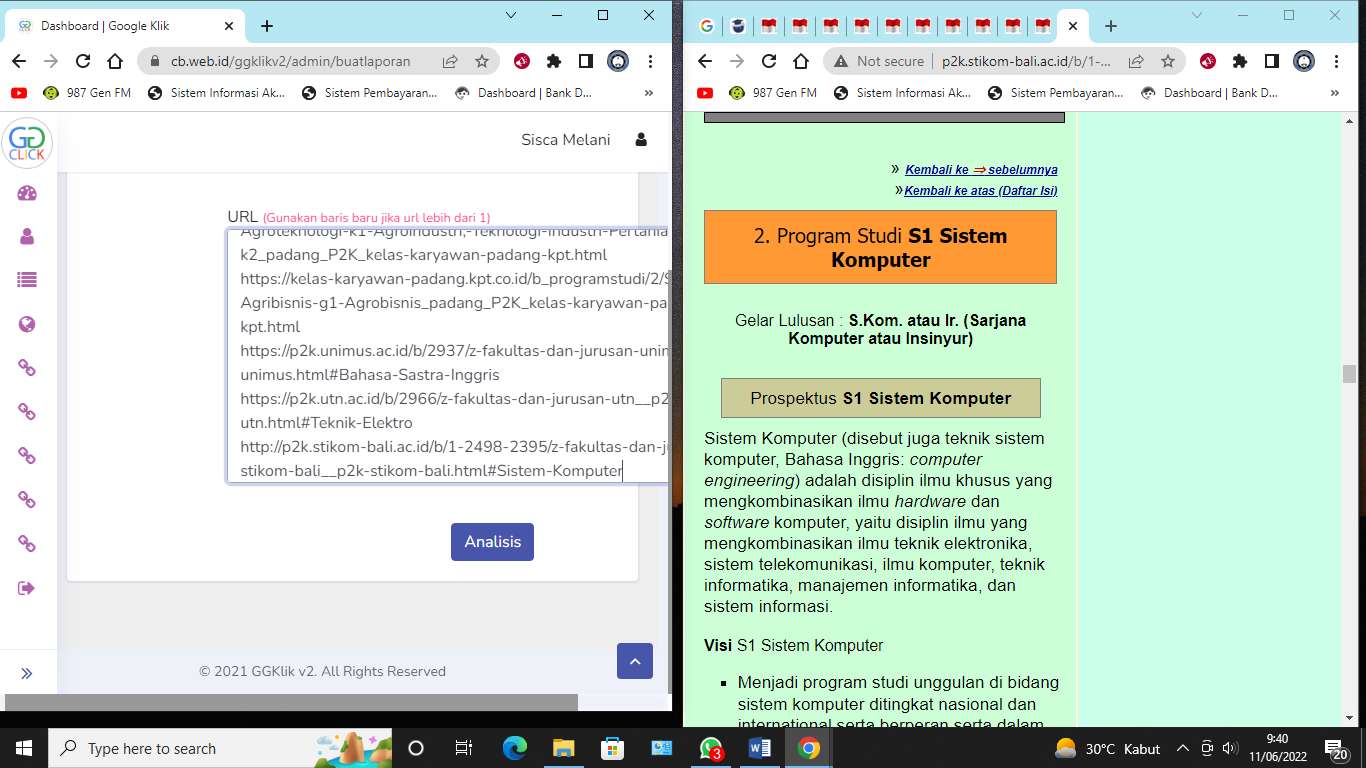 Dashboard | Google Klik
cb.web.id/ggklikv2/admin/buatlaporan
987 Gen FM
Sistem Informasi Ak...
Sistem Pembayaran...
Dashboard | Bank D...
»
GG
CLICK
Sisca Melani
URL (Gunakan baris baru jika url lebih dari 1)
Agroteknologi-k1-Agroindustri,-Teknologi-Industri-Pertania
k2_padang_P2K_kelas-karyawan-padang-kpt.html
https://kelas-karyawan-padang.kpt.co.id/b_programstudi/2/S
Agribisnis-g1-Agrobisnis_padang_P2K_kelas-karyawan-pa
kpt.html
https://p2k.unimus.ac.id/b/2937/z-fakultas-dan-jurusan-unim
unimus.html#Bahasa-Sastra-Inggris
https://p2k.utn.ac.id/b/2966/z-fakultas-dan-jurusan-utn__p2
utn.html#Teknik-Elektro
http://p2k.stikom-bali.ac.id/b/1-2498-2395/z-fakultas-dan-ju
stikom-bali__p2k-stikom-bali.html#Sistem-Komputer
Analisis
© 2021 GGKlik v2. All Rights Reserved
Not secure | p2k.stikom-bali.ac.id/b/1-...
987 Gen FM
Sistem Informasi Ak...
Sistem Pembayaran...
Dashboard | Bank D...
»
» Kembali ke ⇒ sebelumnya
»Kembali ke atas (Daftar Isi)
2. Program Studi S1 Sistem
Komputer
Gelar Lulusan : S.Kom. atau Ir. (Sarjana
Komputer atau Insinyur)
Prospektus S1 Sistem Komputer
Sistem Komputer (disebut juga teknik sistem
komputer, Bahasa Inggris: computer
engineering) adalah disiplin ilmu khusus yang
mengkombinasikan ilmu hardware dan
software komputer, yaitu disiplin ilmu yang
mengkombinasikan ilmu teknik elektronika,
sistem telekomunikasi, ilmu komputer, teknik
informatika, manajemen informatika, dan
sistem informasi.
Visi S1 Sistem Komputer
▪ Menjadi program studi unggulan di bidang
sistem komputer ditingkat nasional dan
international serta berperan serta dalam
Type here to search
3
30°C Kabut
9:40
11/06/2022
20